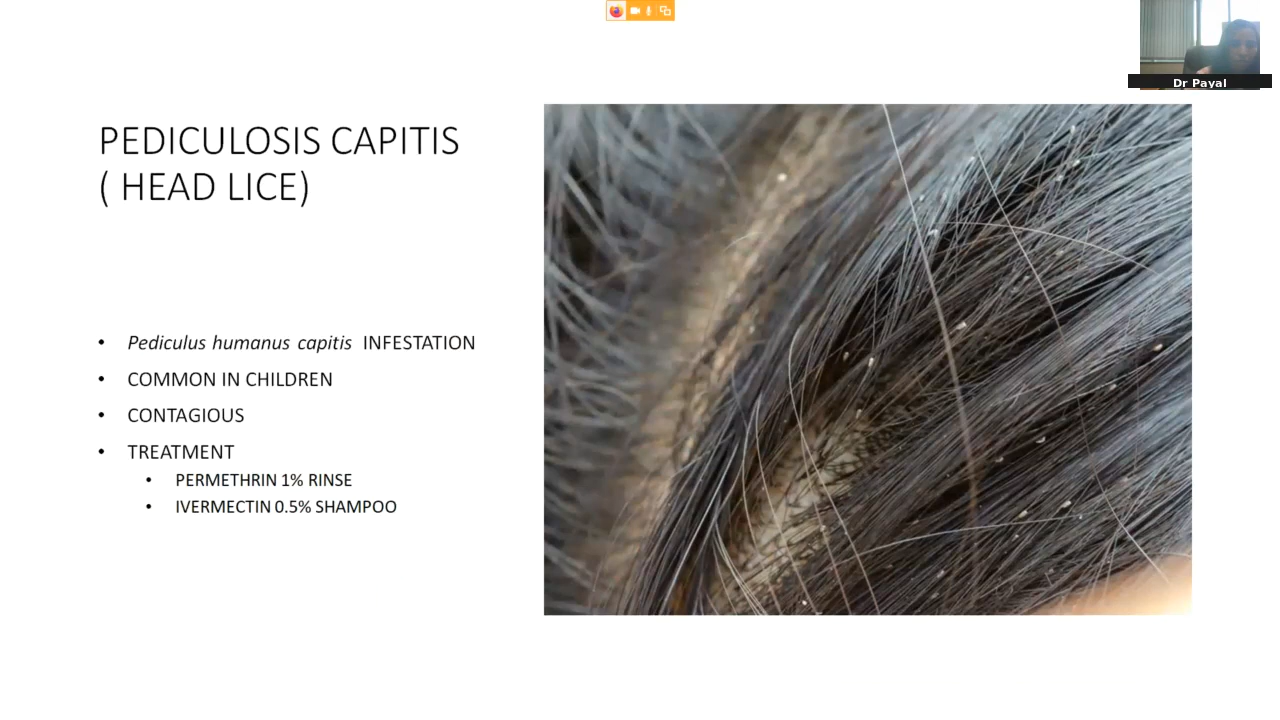 Dr Payal
PEDICULOSIS CAPITIS
( HEAD LICE)
• Pediculus humanus capitis INFESTATION
• COMMON IN CHILDREN
• CONTAGIOUS
• TREATMENT
• PERMETHRIN 1% RINSE
• IVERMECTIN 0.5% SHAMPOO